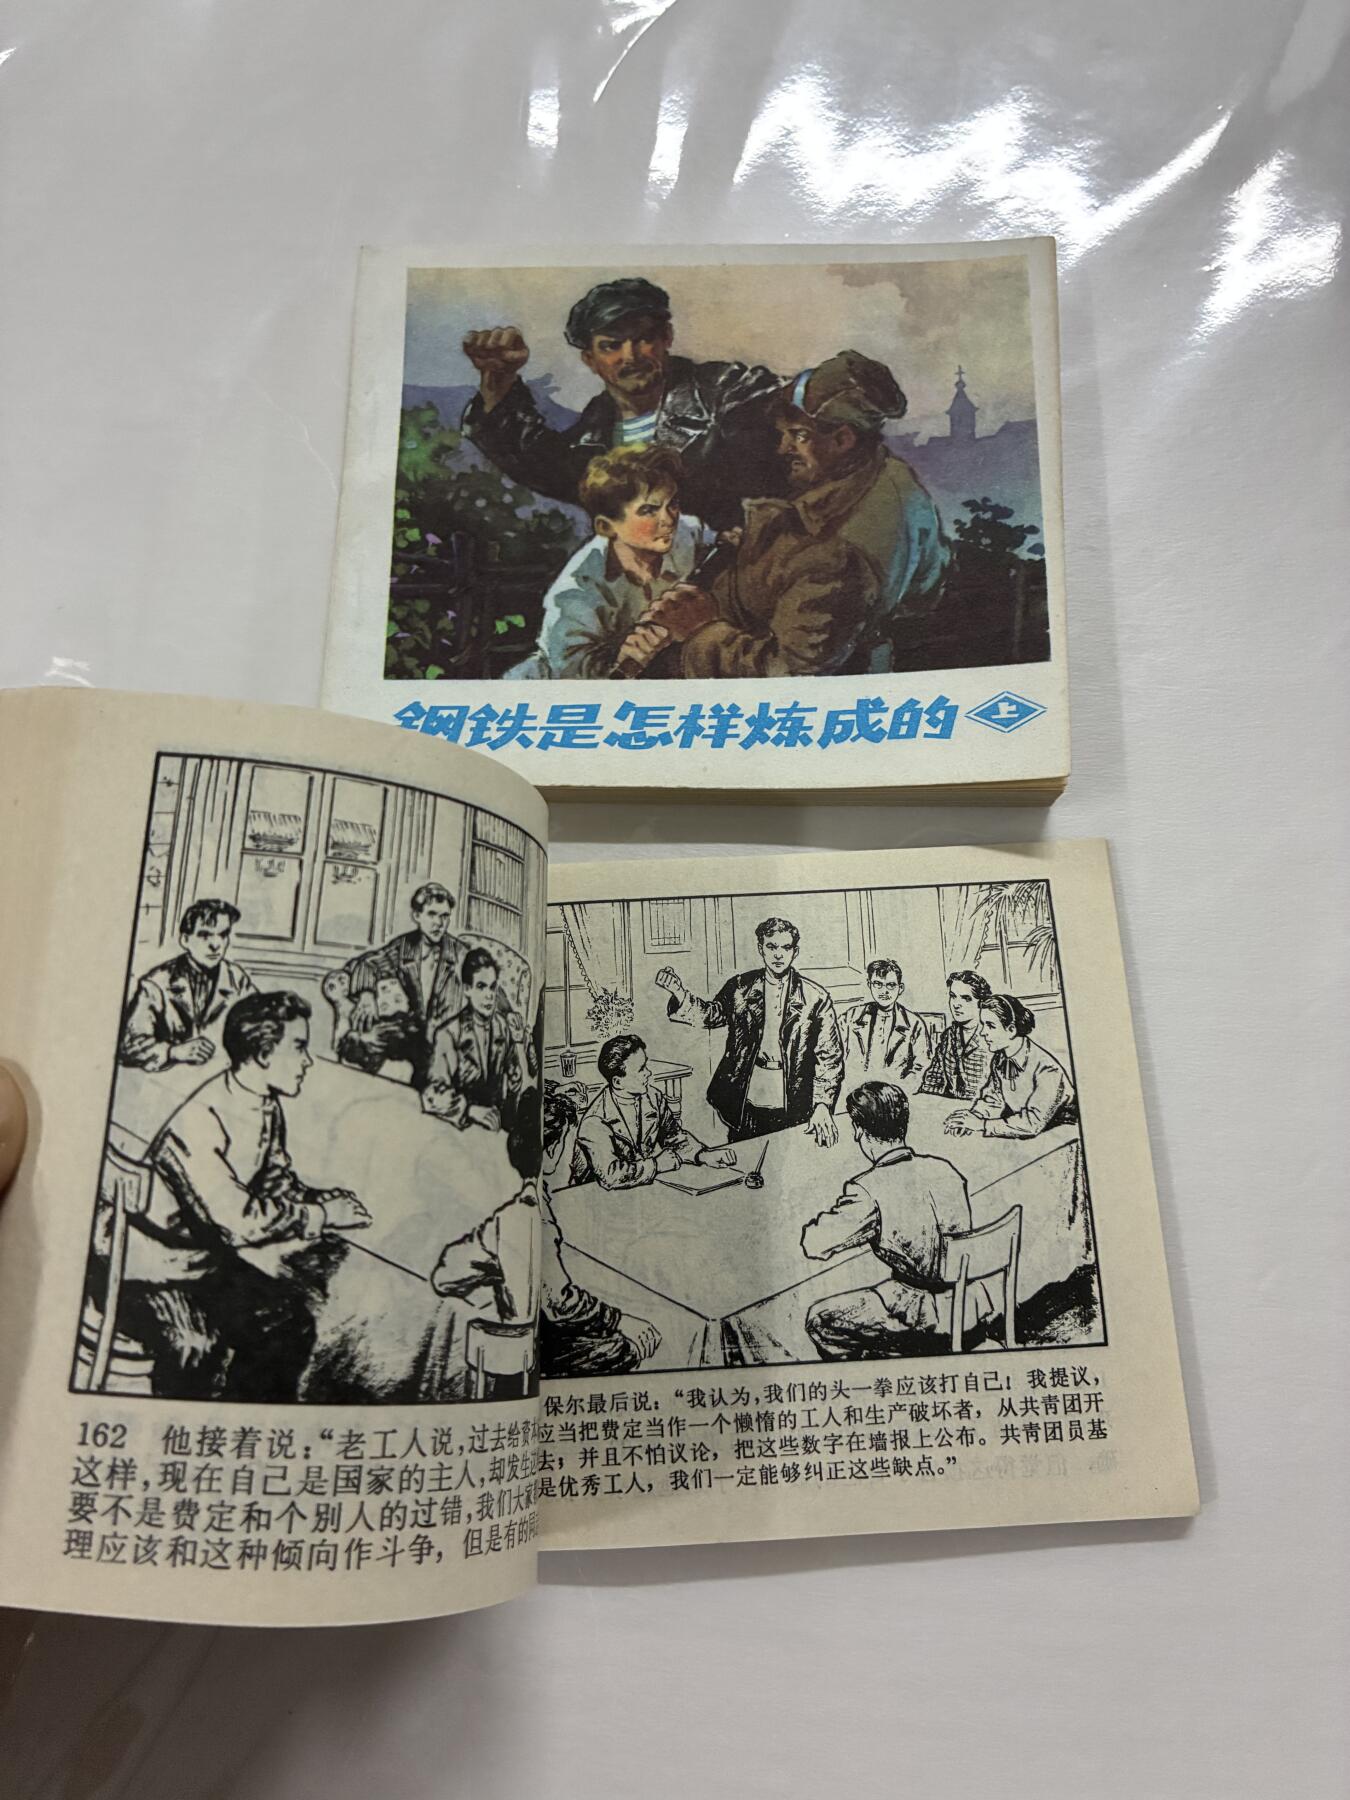 钢铁是怎样炼成的 上
162 他接着说：“老工人说，过去给资本
这样，现在自己是国家的主人，却发生这
要不是费定和个别人的过错，我们大家
理应该和这种倾向作斗争，但是有的同志
保尔最后说：“我认为，我们的头一拳应该打自己！我提议，
应当把费定当作一个懒惰的工人和生产破坏者，从共青团开
去；并且不怕议论，把这些数字在墙报上公布。共青团员基
是优秀工人，我们一定能够纠正这些缺点。”